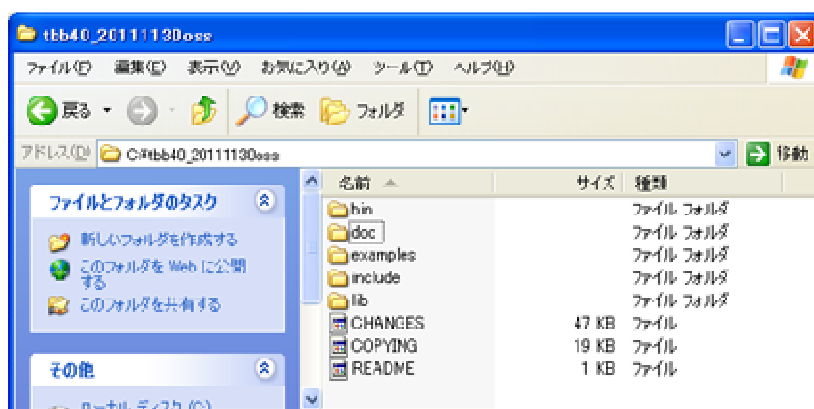 tbb40_20111130oss
ファイル(F) 編集(E) 表示(V) お気に入り(A) ツール(T) ヘルプ(H)
戻る 検索 フォルダ
アドレス(D) C:¥tbb40_20111130oss 移動
名前 サイズ 種類
ファイルとフォルダのタスク
新しいフォルダを作成する
このフォルダを Web に公開
する
このフォルダを共有する
その他
ローカル ディスク (C:)
bin ファイル フォルダ
doc ファイル フォルダ
examples ファイル フォルダ
include ファイル フォルダ
lib ファイル フォルダ
CHANGES 47 KB ファイル
COPYING 19 KB ファイル
README 1 KB ファイル